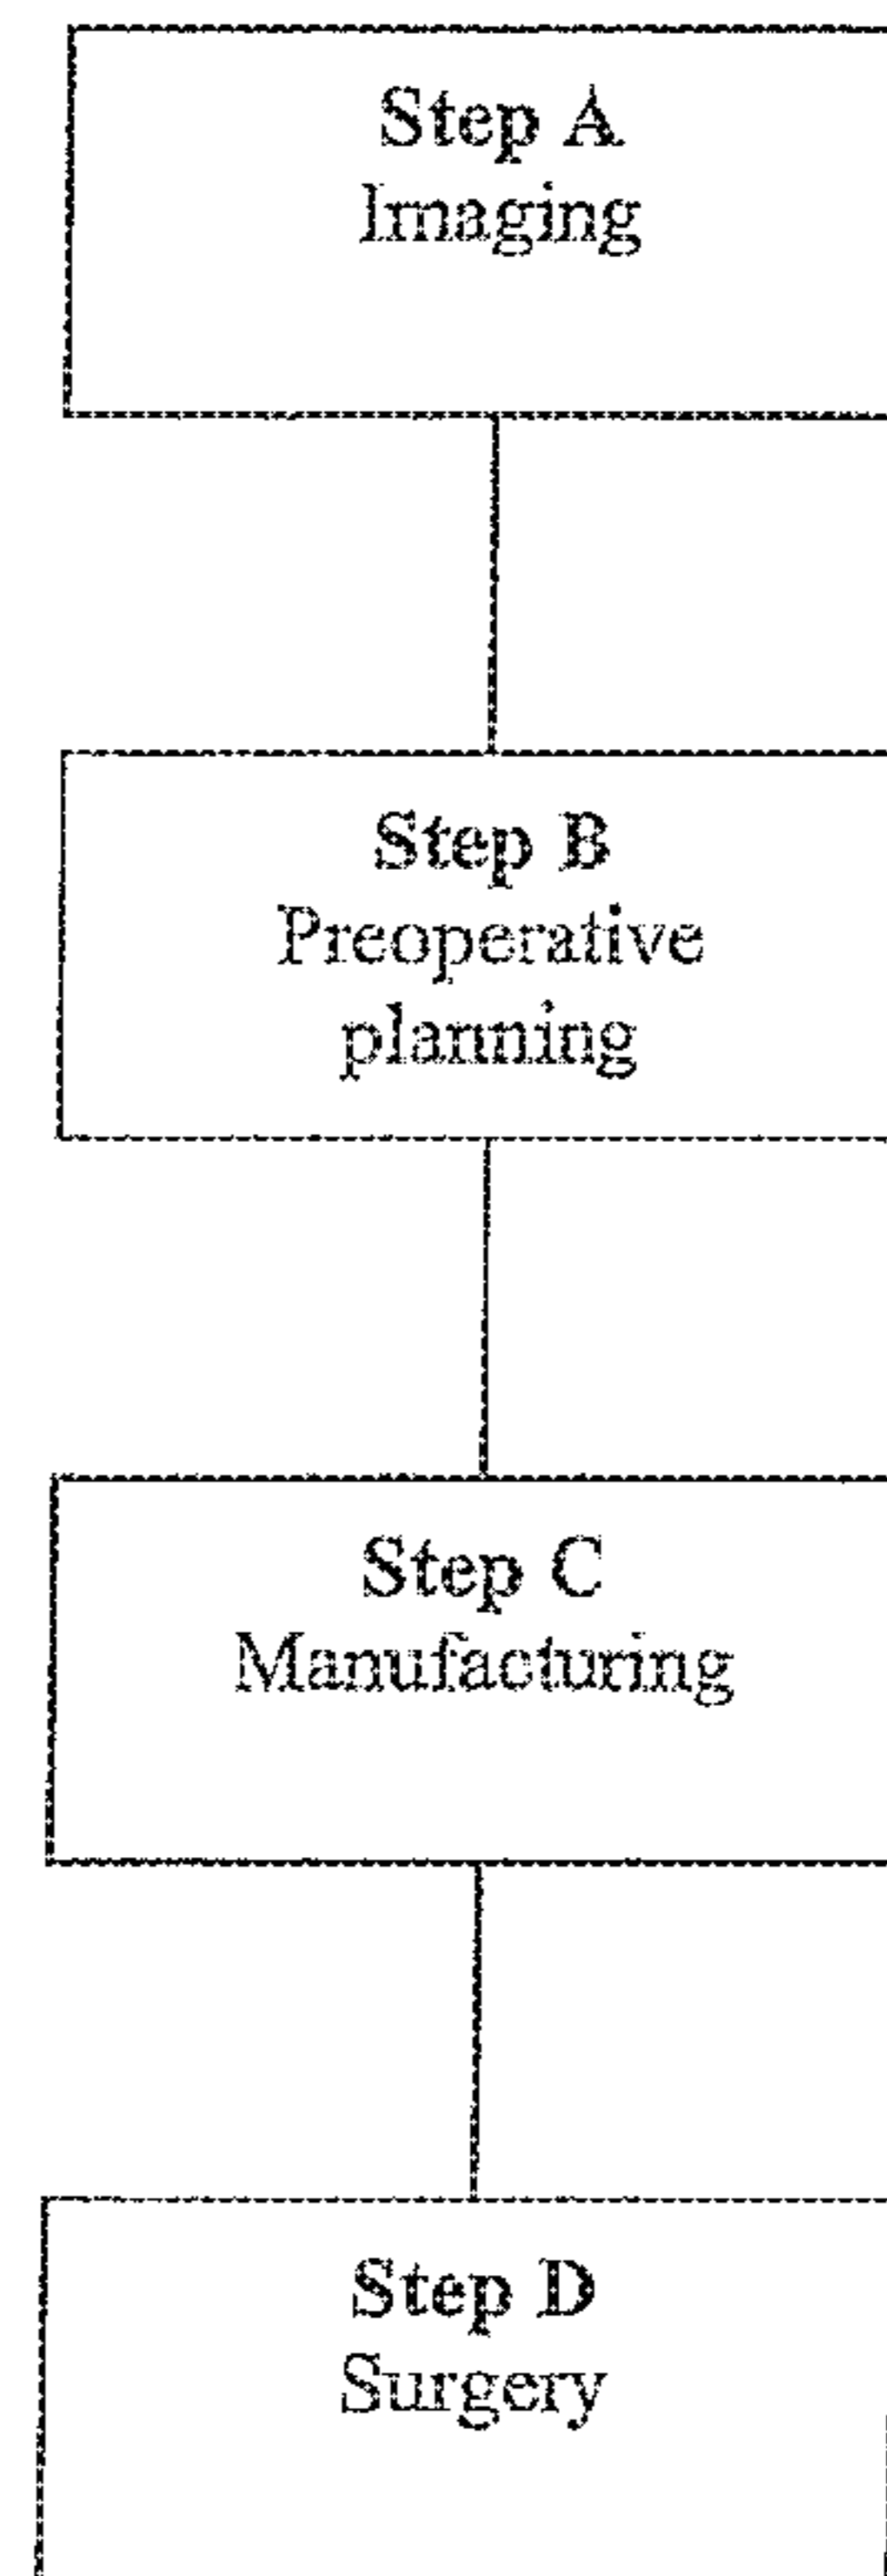 Step A
Imaging
Step B
Preoperative
planning
Step C
Manufacturing
Step D
Surgery